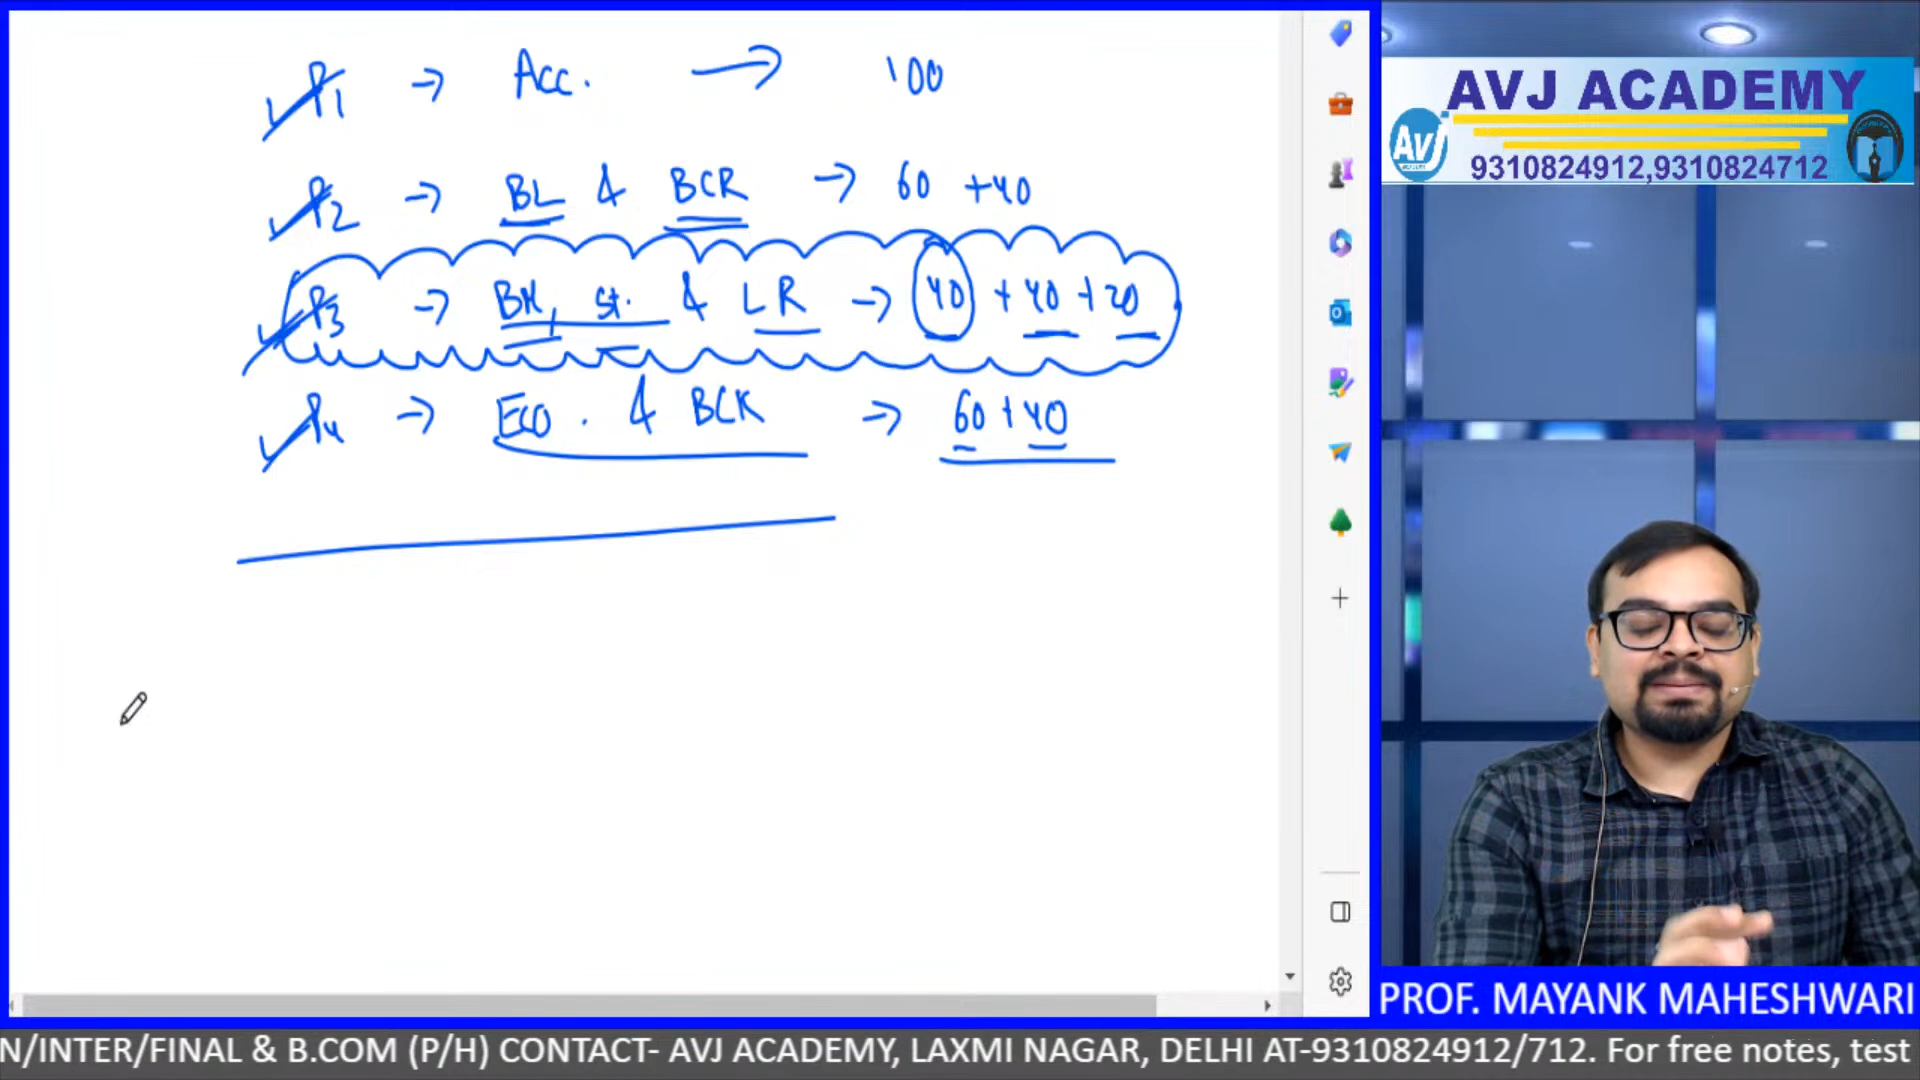 P1 → Acc. → 100
P2 → BL & BCR → 60 + 40
P3 → BM, St. & LR → 40 + 40 + 20
P4 → Eco. & BCK → 60 + 40
AVJ ACADEMY
AVJ
9310824912,9310824712
PROF. MAYANK MAHESHWARI
N/INTER/FINAL & B.COM (P/H) CONTACT- AVJ ACADEMY, LAXMI NAGAR, DELHI AT-9310824912/712. For free notes, test